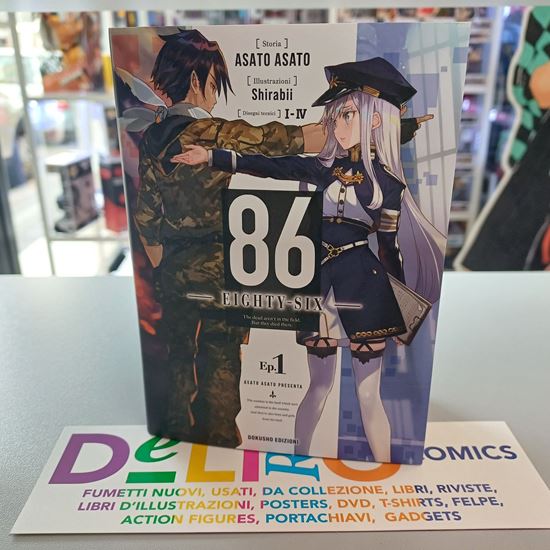 [ Storia ]
ASATO ASATO
[ Illustrazioni ]
Shirabii
[ Disegni tecnici ] I-IV
86
EIGHTY-SIX
The dead aren't in the field.
But they died there.
Ep.1
ASATO ASATO PRESENTA
DOKUSHO EDIZIONI
DeLiRiO COMICS
FUMETTI NUOVI, USATI, DA COLLEZIONE, LIBRI, RIVISTE,
LIBRI D'ILLUSTRAZIONI, POSTERS, DVD, T-SHIRTS, FELPE,
ACTION FIGURES, PORTACHIAVI, GADGETS